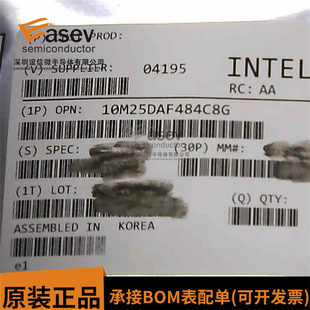 Easev
semiconductor
深圳谊信微半导体有限公司
PROD:
(V) SUPPLIER: 04195 INTEL
RC: AA
(1P) OPN: 10M25DAF484C8G
(S) SPEC: (30P) MM#:
(1T) LOT: (Q) QTY:
ASSEMBLED IN KOREA
e1
原装正品 承接BOM表配单(可开发票)